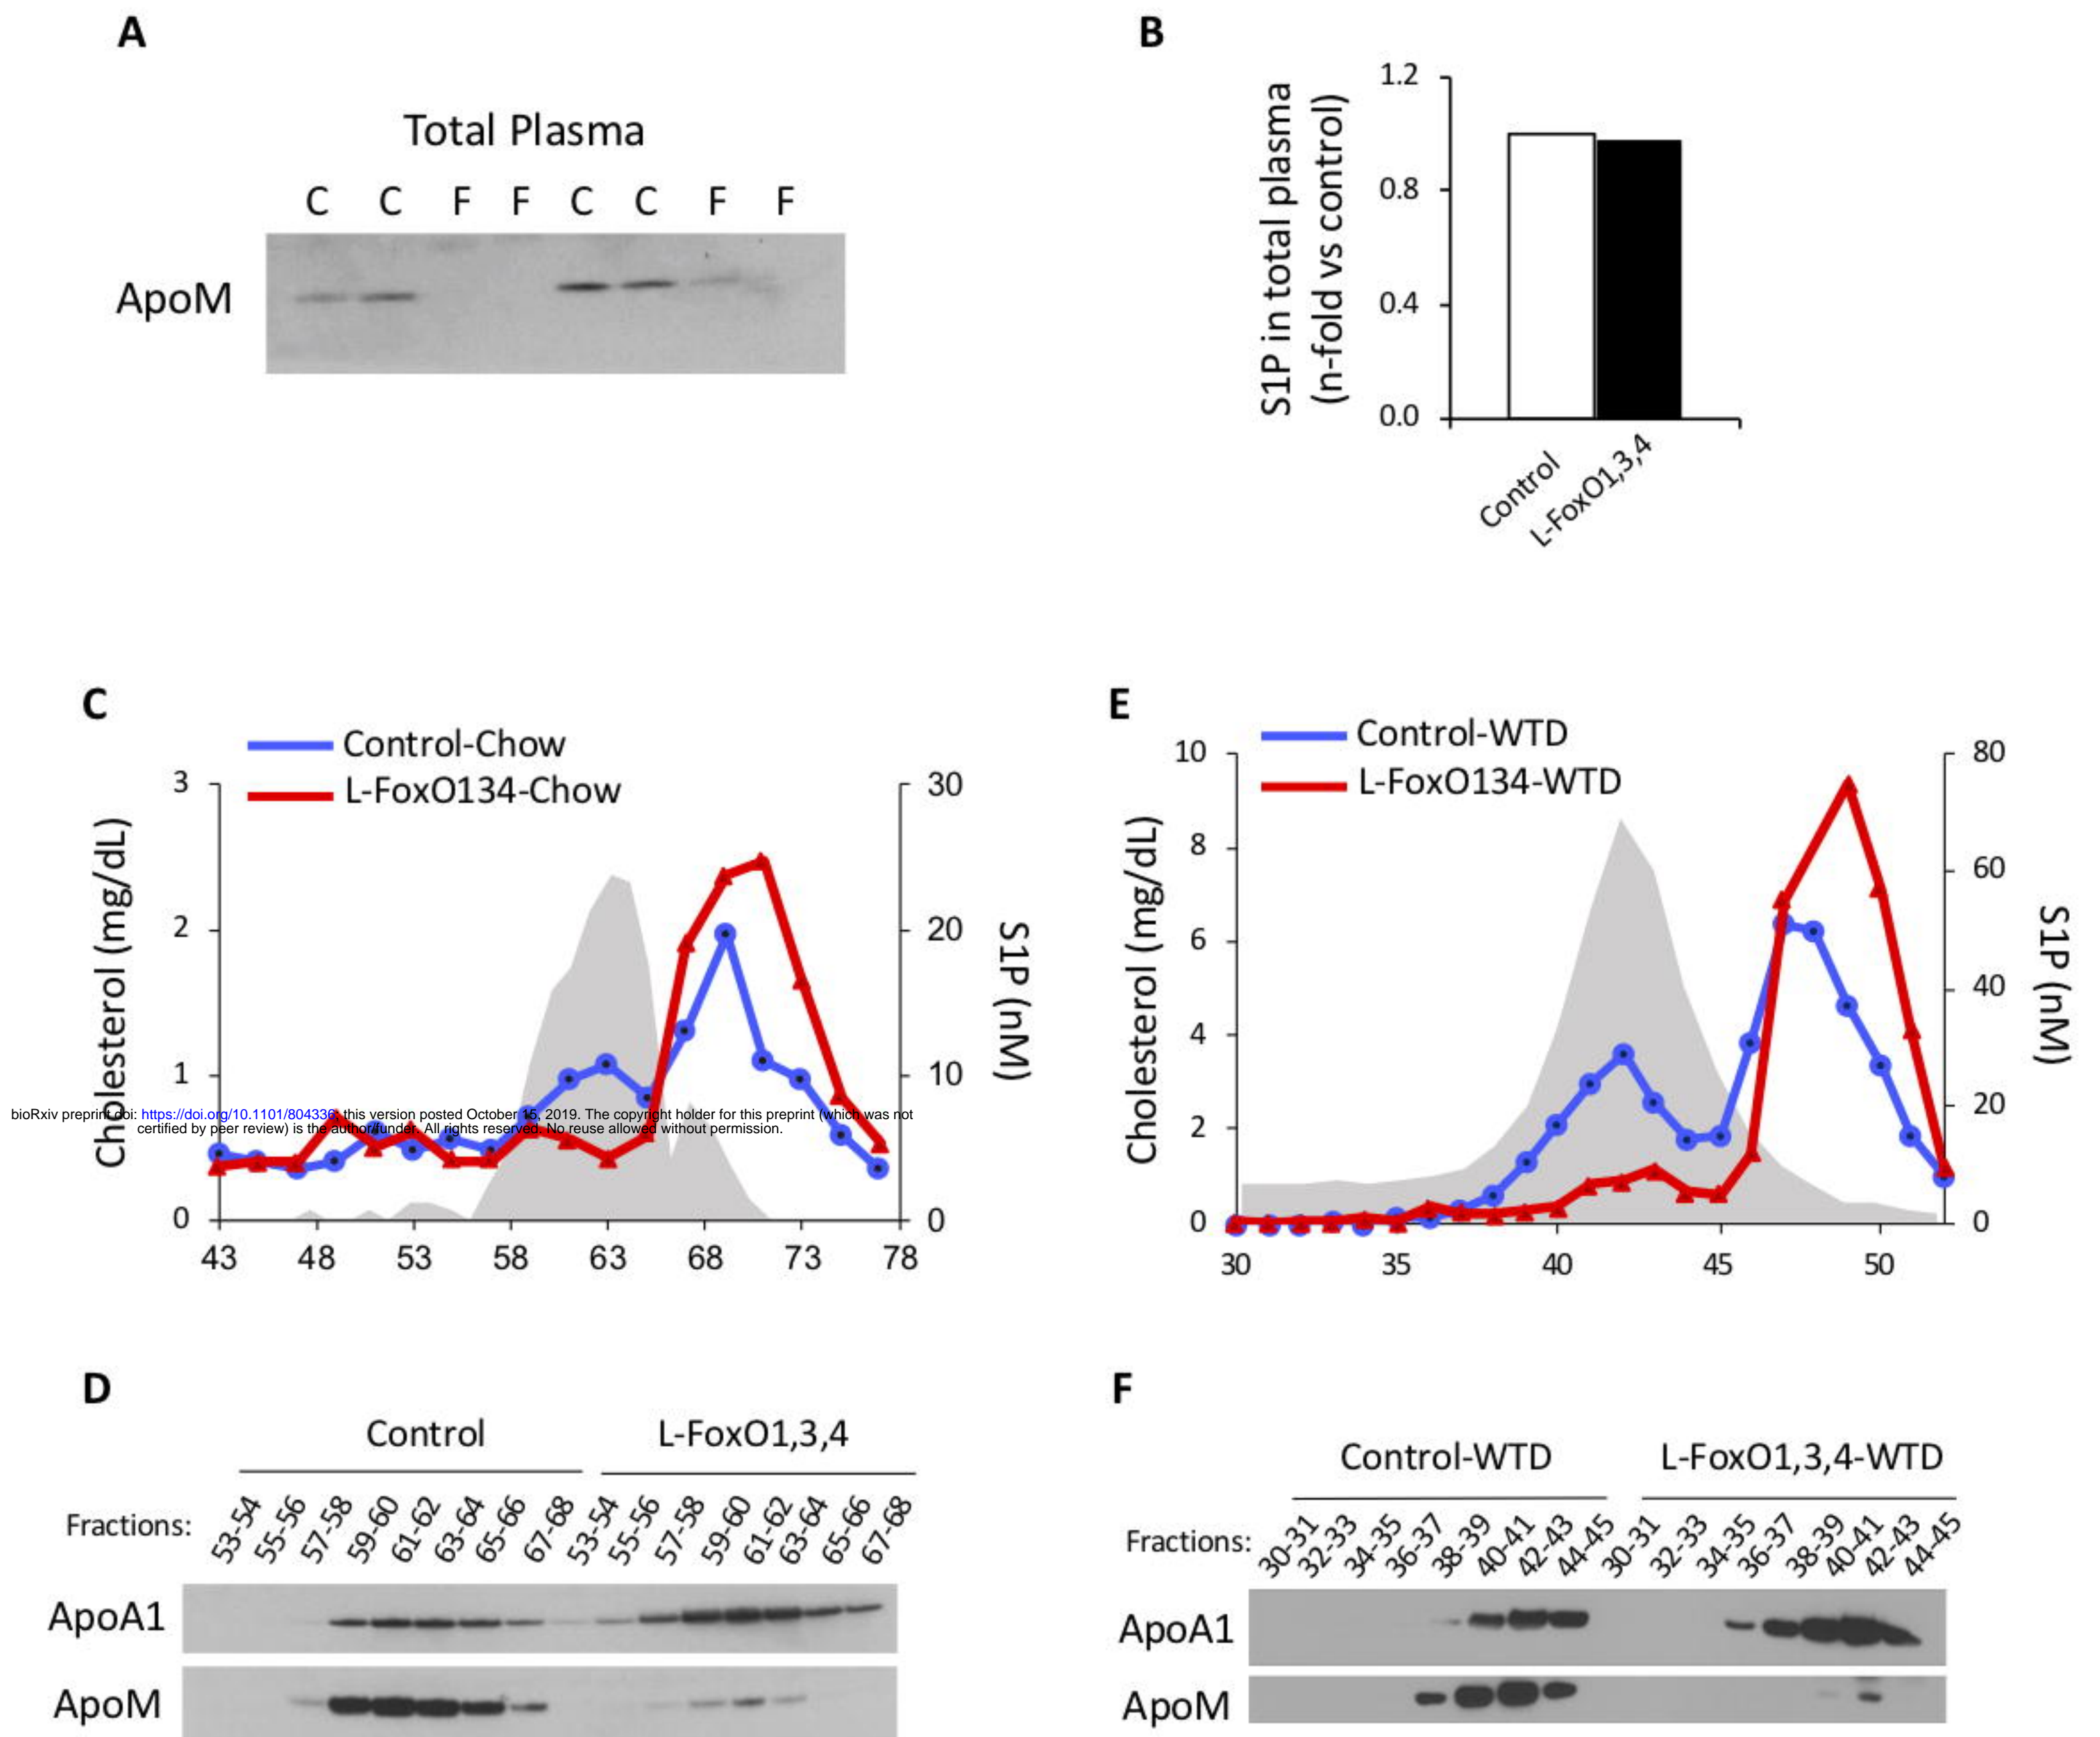 A
Total Plasma
C C F F C C F F
ApoM
B
S1P in total plasma
(n-fold vs control)
1.2
0.8
0.4
0.0
Control
L-FoxO1,3,4
C
Control-Chow
L-FoxO134-Chow
Cholesterol (mg/dL)
3
2
1
0
30
20
10
0
S1P (nM)
43 48 53 58 63 68 73 78
bioRxiv preprint doi: https://doi.org/10.1101/804336; this version posted October 15, 2019. The copyright holder for this preprint (which was not
certified by peer review) is the author/funder. All rights reserved. No reuse allowed without permission.
E
Control-WTD
L-FoxO134-WTD
Cholesterol (mg/dL)
10
8
6
4
2
0
80
60
40
20
0
S1P (nM)
30 35 40 45 50
D
Control L-FoxO1,3,4
Fractions: 53-54 55-56 57-58 59-60 61-62 63-64 65-66 67-68 53-54 55-56 57-58 59-60 61-62 63-64 65-66 67-68
ApoA1
ApoM
F
Control-WTD L-FoxO1,3,4-WTD
Fractions: 30-31 32-33 34-35 36-37 38-39 40-41 42-43 44-45 30-31 32-33 34-35 36-37 38-39 40-41 42-43 44-45
ApoA1
ApoM